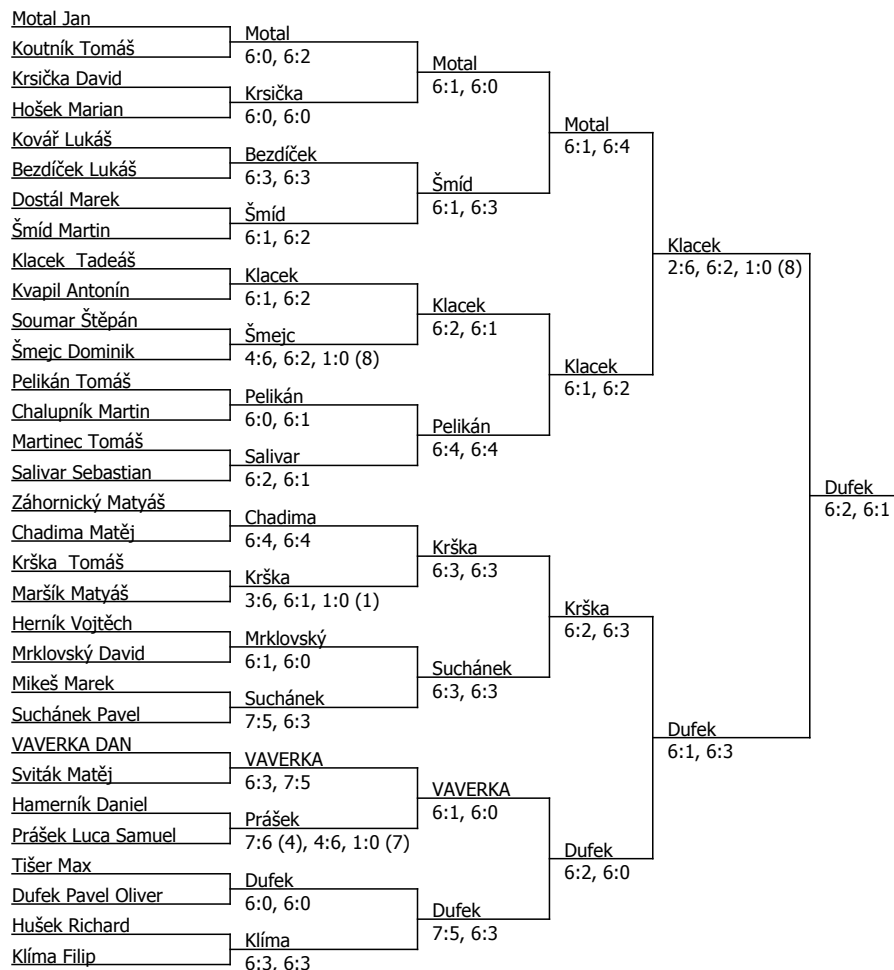 Motal Jan
Koutník Tomáš
Krsička David
Hošek Marian
Kovář Lukáš
Bezdíček Lukáš
Dostál Marek
Šmíd Martin
Klacek  Tadeáš
Kvapil Antonín
Soumar Štěpán
Šmejc Dominik
Pelikán Tomáš
Chalupník Martin
Martinec Tomáš
Salivar Sebastian
Záhornický Matyáš
Chadima Matěj
Krška  Tomáš
Maršík Matyáš
Herník Vojtěch
Mrklovský David
Mikeš Marek
Suchánek Pavel
VAVERKA DAN
Sviták Matěj
Hamerník Daniel
Prášek Luca Samuel
Tišer Max
Dufek Pavel Oliver
Hušek Richard
Klíma Filip
Motal
6:0, 6:2
Krsička
6:0, 6:0
Bezdíček
6:3, 6:3
Šmíd
6:1, 6:2
Klacek
6:1, 6:2
Šmejc
4:6, 6:2, 1:0 (8)
Pelikán
6:0, 6:1
Salivar
6:2, 6:1
Chadima
6:4, 6:4
Krška
3:6, 6:1, 1:0 (1)
Mrklovský
6:1, 6:0
Suchánek
7:5, 6:3
VAVERKA
6:3, 7:5
Prášek
7:6 (4), 4:6, 1:0 (7)
Dufek
6:0, 6:0
Klíma
6:3, 6:3
Motal
6:1, 6:0
Šmíd
6:1, 6:3
Klacek
6:2, 6:1
Pelikán
6:4, 6:4
Krška
6:3, 6:3
Suchánek
6:3, 6:3
VAVERKA
6:1, 6:0
Dufek
7:5, 6:3
Motal
6:1, 6:4
Klacek
6:1, 6:2
Krška
6:2, 6:3
Dufek
6:2, 6:0
Klacek
2:6, 6:2, 1:0 (8)
Dufek
6:1, 6:3
Dufek
6:2, 6:1